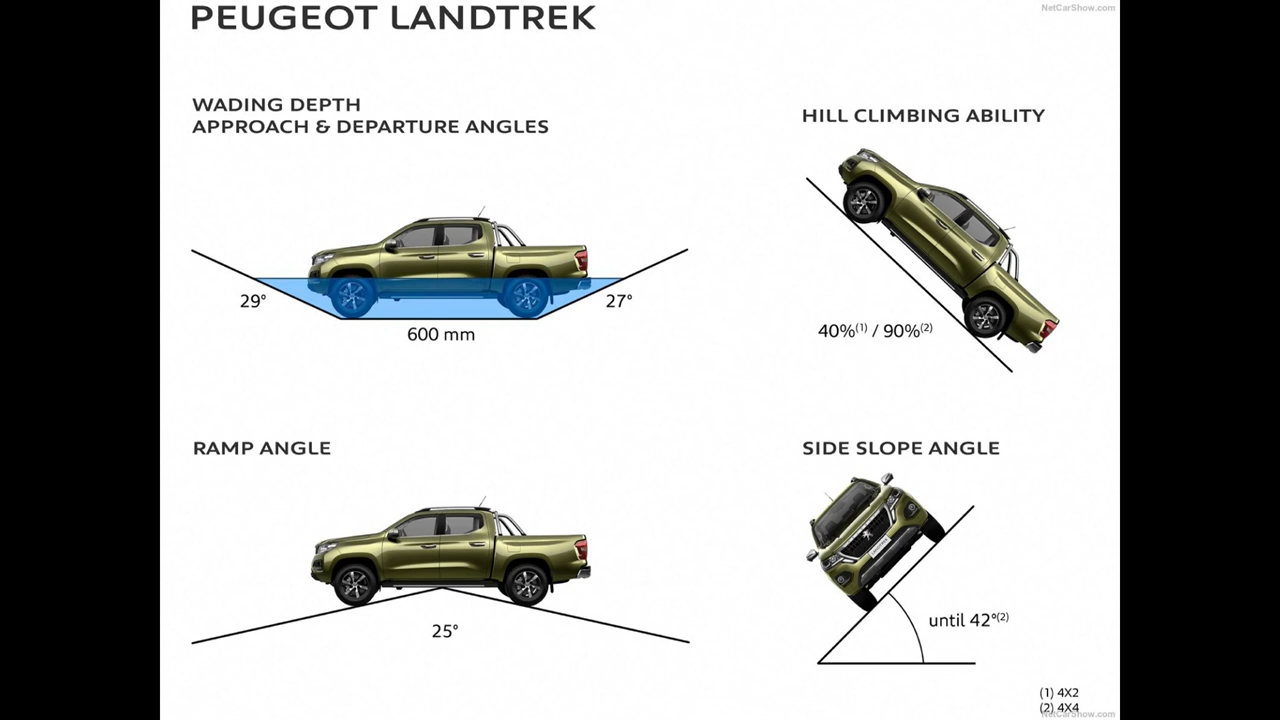 PEUGEOT LANDTREK
NetCarShow.com
WADING DEPTH
APPROACH & DEPARTURE ANGLES
29°
27°
600 mm
HILL CLIMBING ABILITY
40%(1) / 90%(2)
RAMP ANGLE
25°
SIDE SLOPE ANGLE
until 42°(2)
(1) 4X2
(2) 4X4
NetCarShow.com